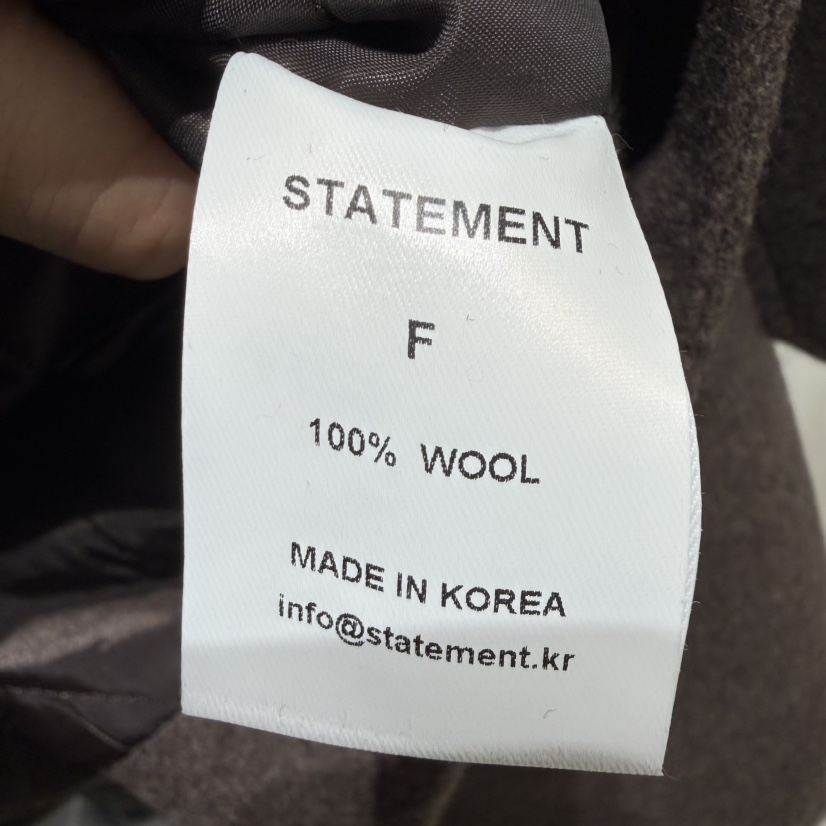 STATEMENT
F
100% WOOL
MADE IN KOREA
info@statement.kr